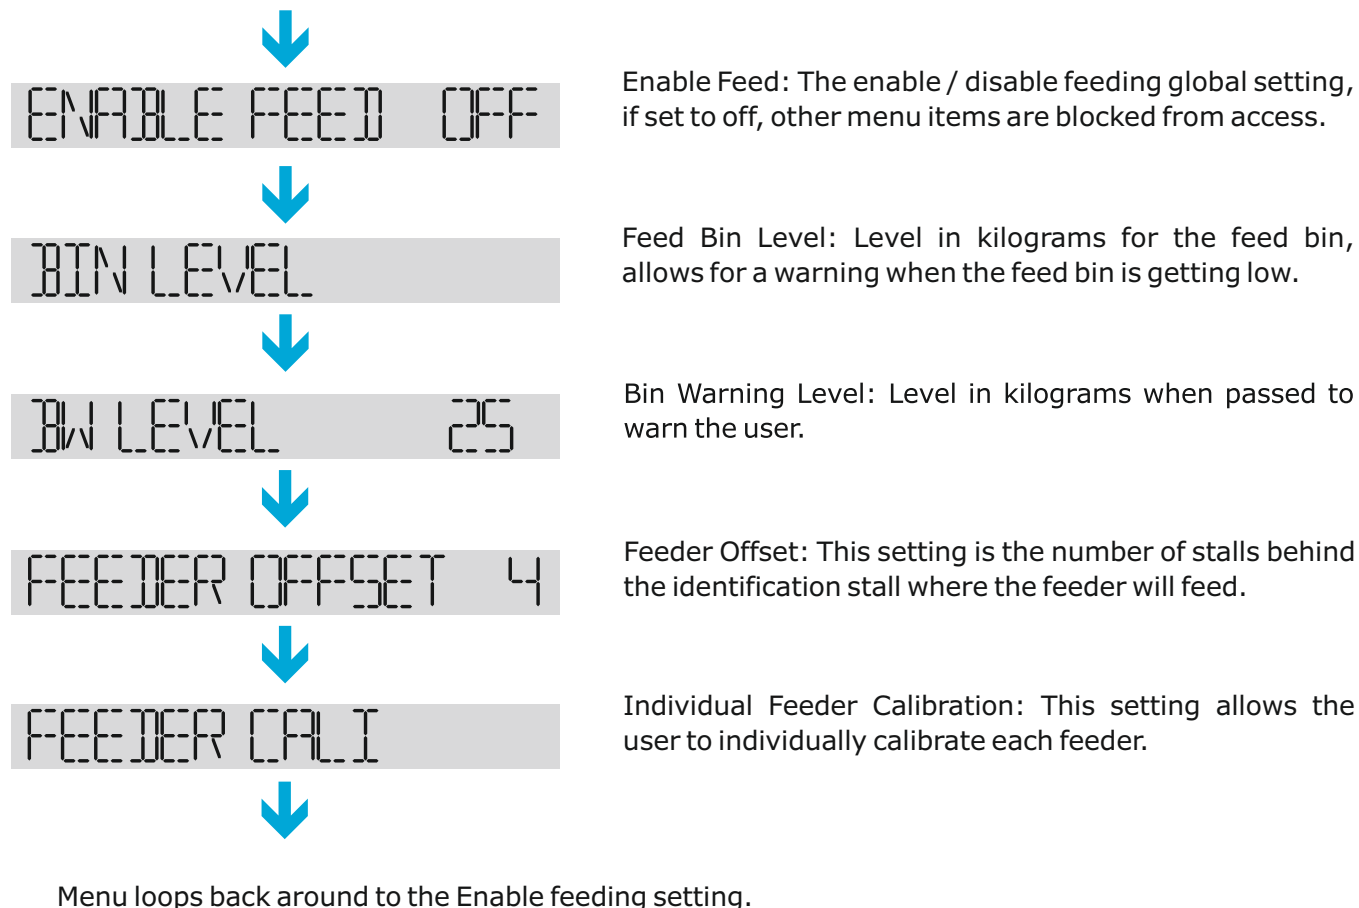 ENABLE FEED OFF
Enable Feed: The enable / disable feeding global setting,
if set to off, other menu items are blocked from access.
BIN LEVEL
Feed Bin Level: Level in kilograms for the feed bin,
allows for a warning when the feed bin is getting low.
BW LEVEL 25
Bin Warning Level: Level in kilograms when passed to
warn the user.
FEEDER OFFSET 4
Feeder Offset: This setting is the number of stalls behind
the identification stall where the feeder will feed.
FEEDER CALI
Individual Feeder Calibration: This setting allows the
user to individually calibrate each feeder.
Menu loops back around to the Enable feeding setting.